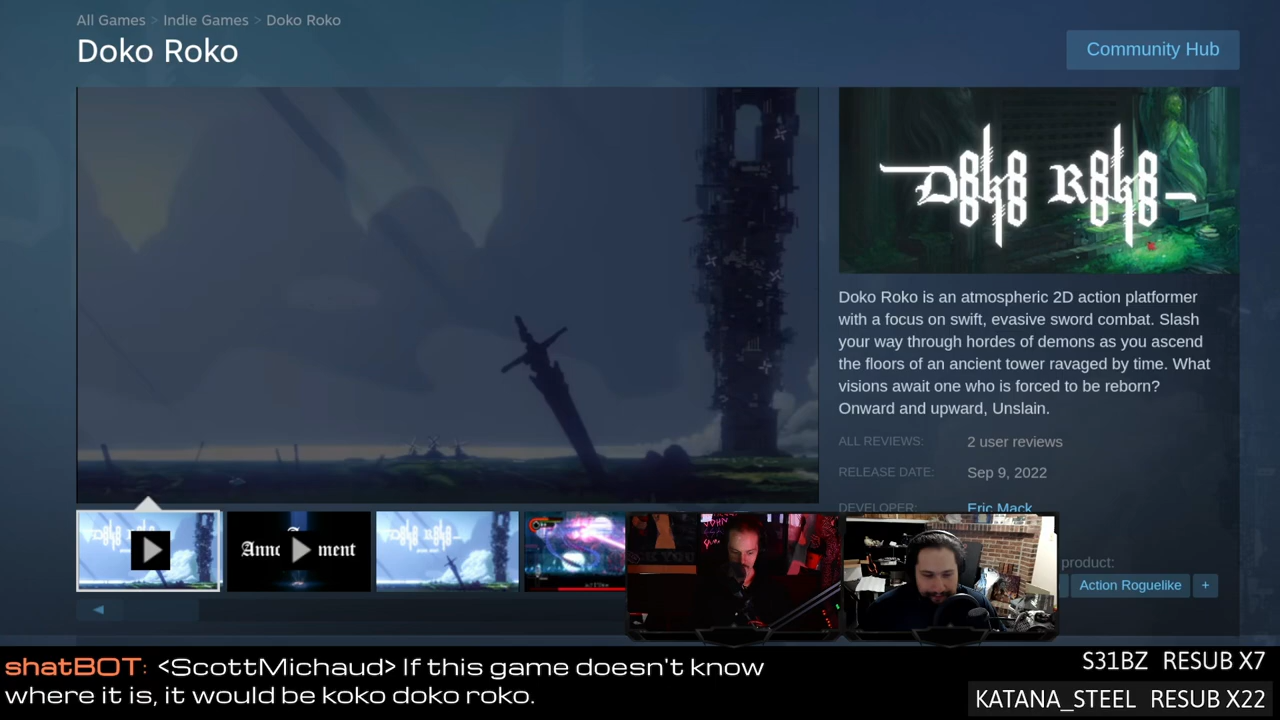 All Games > Indie Games > Doko Roko
Doko Roko
Community Hub
Doko Roko
Doko Roko is an atmospheric 2D action platformer
with a focus on swift, evasive sword combat. Slash
your way through hordes of demons as you ascend
the floors of an ancient tower ravaged by time. What
visions await one who is forced to be reborn?
Onward and upward, Unslain.
ALL REVIEWS: 2 user reviews
RELEASE DATE: Sep 9, 2022
DEVELOPER: Eric Mack
product:
Action Roguelike +
shatBOT: <ScottMichaud> If this game doesn't know
where it is, it would be koko doko roko.
S31BZ RESUB X7
KATANA_STEEL RESUB X22